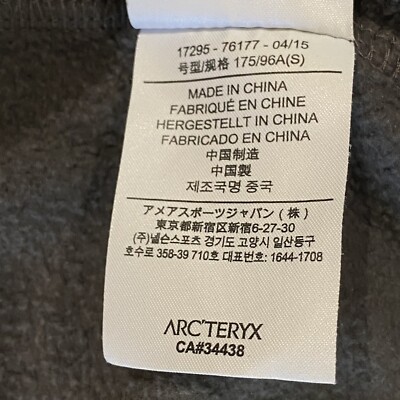 17295 - 76177 - 04/15
号型/规格 175/96A(S)
MADE IN CHINA
FABRIQUÉ EN CHINE
HERGESTELLT IN CHINA
FABRICADO EN CHINA
中国制造
中国製
제조국명 중국
アメアスポーツジャパン (株)
東京都新宿区新宿6-27-30
(주)넬슨스포츠 경기도 고양시 일산동구
호수로 358-39 710호 대표번호: 1644-1708
ARC'TERYX
CA#34438